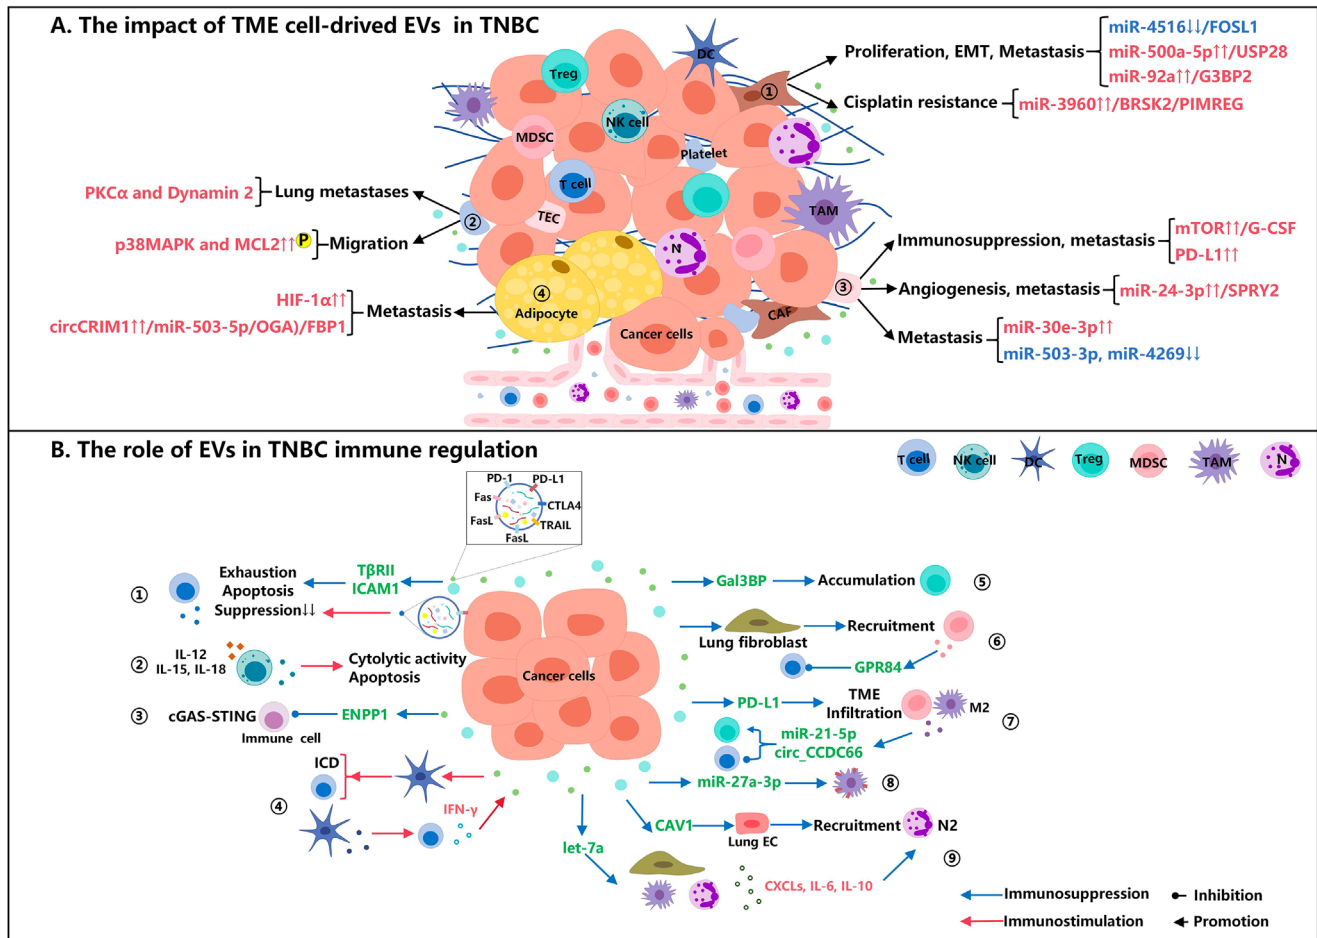 A. The impact of TME cell-drived EVs in TNBC
DC
Treg
①
Proliferation, EMT, Metastasis
miR-4516↓↓/FOSL1
miR-500a-5p↑↑/USP28
miR-92a↑↑/G3BP2
Cisplatin resistance
miR-3960↑↑/BRSK2/PIMREG
TAM
NK cell
MDSC
Platelet
N
T cell
TEC
TAM
N
PKCα and Dynamin 2
Lung metastases
②
p38MAPK and MCL2↑↑ P
Migration
HIF-1α↑↑
circCRIM1↑↑/miR-503-5p/OGA)/FBP1
Metastasis
④
Adipocyte
Cancer cells
CAF
③
Immunosuppression, metastasis
mTOR↑↑/G-CSF
PD-L1↑↑
Angiogenesis, metastasis
miR-24-3p↑↑/SPRY2
Metastasis
miR-30e-3p↑↑
miR-503-3p, miR-4269↓↓
B. The role of EVs in TNBC immune regulation
T cell
NK cell
DC
Treg
MDSC
TAM
N
PD-1
PD-L1
Fas
CTLA4
FasL
TRAIL
FasL
①
Exhaustion
Apoptosis
Suppression↓↓
TβRII
ICAM1
②
IL-12
IL-15, IL-18
Cytolytic activity
Apoptosis
③
cGAS-STING
Immune cell
ENPP1
④
ICD
IFN-γ
Cancer cells
Gal3BP
Accumulation
⑤
Lung fibroblast
Recruitment
⑥
GPR84
PD-L1
TME
Infiltration
M2
⑦
miR-21-5p
circ_CCDC66
miR-27a-3p
⑧
CAV1
Lung EC
Recruitment
N2
let-7a
CXCLs, IL-6, IL-10
⑨
Immunosuppression
Inhibition
Immunostimulation
Promotion